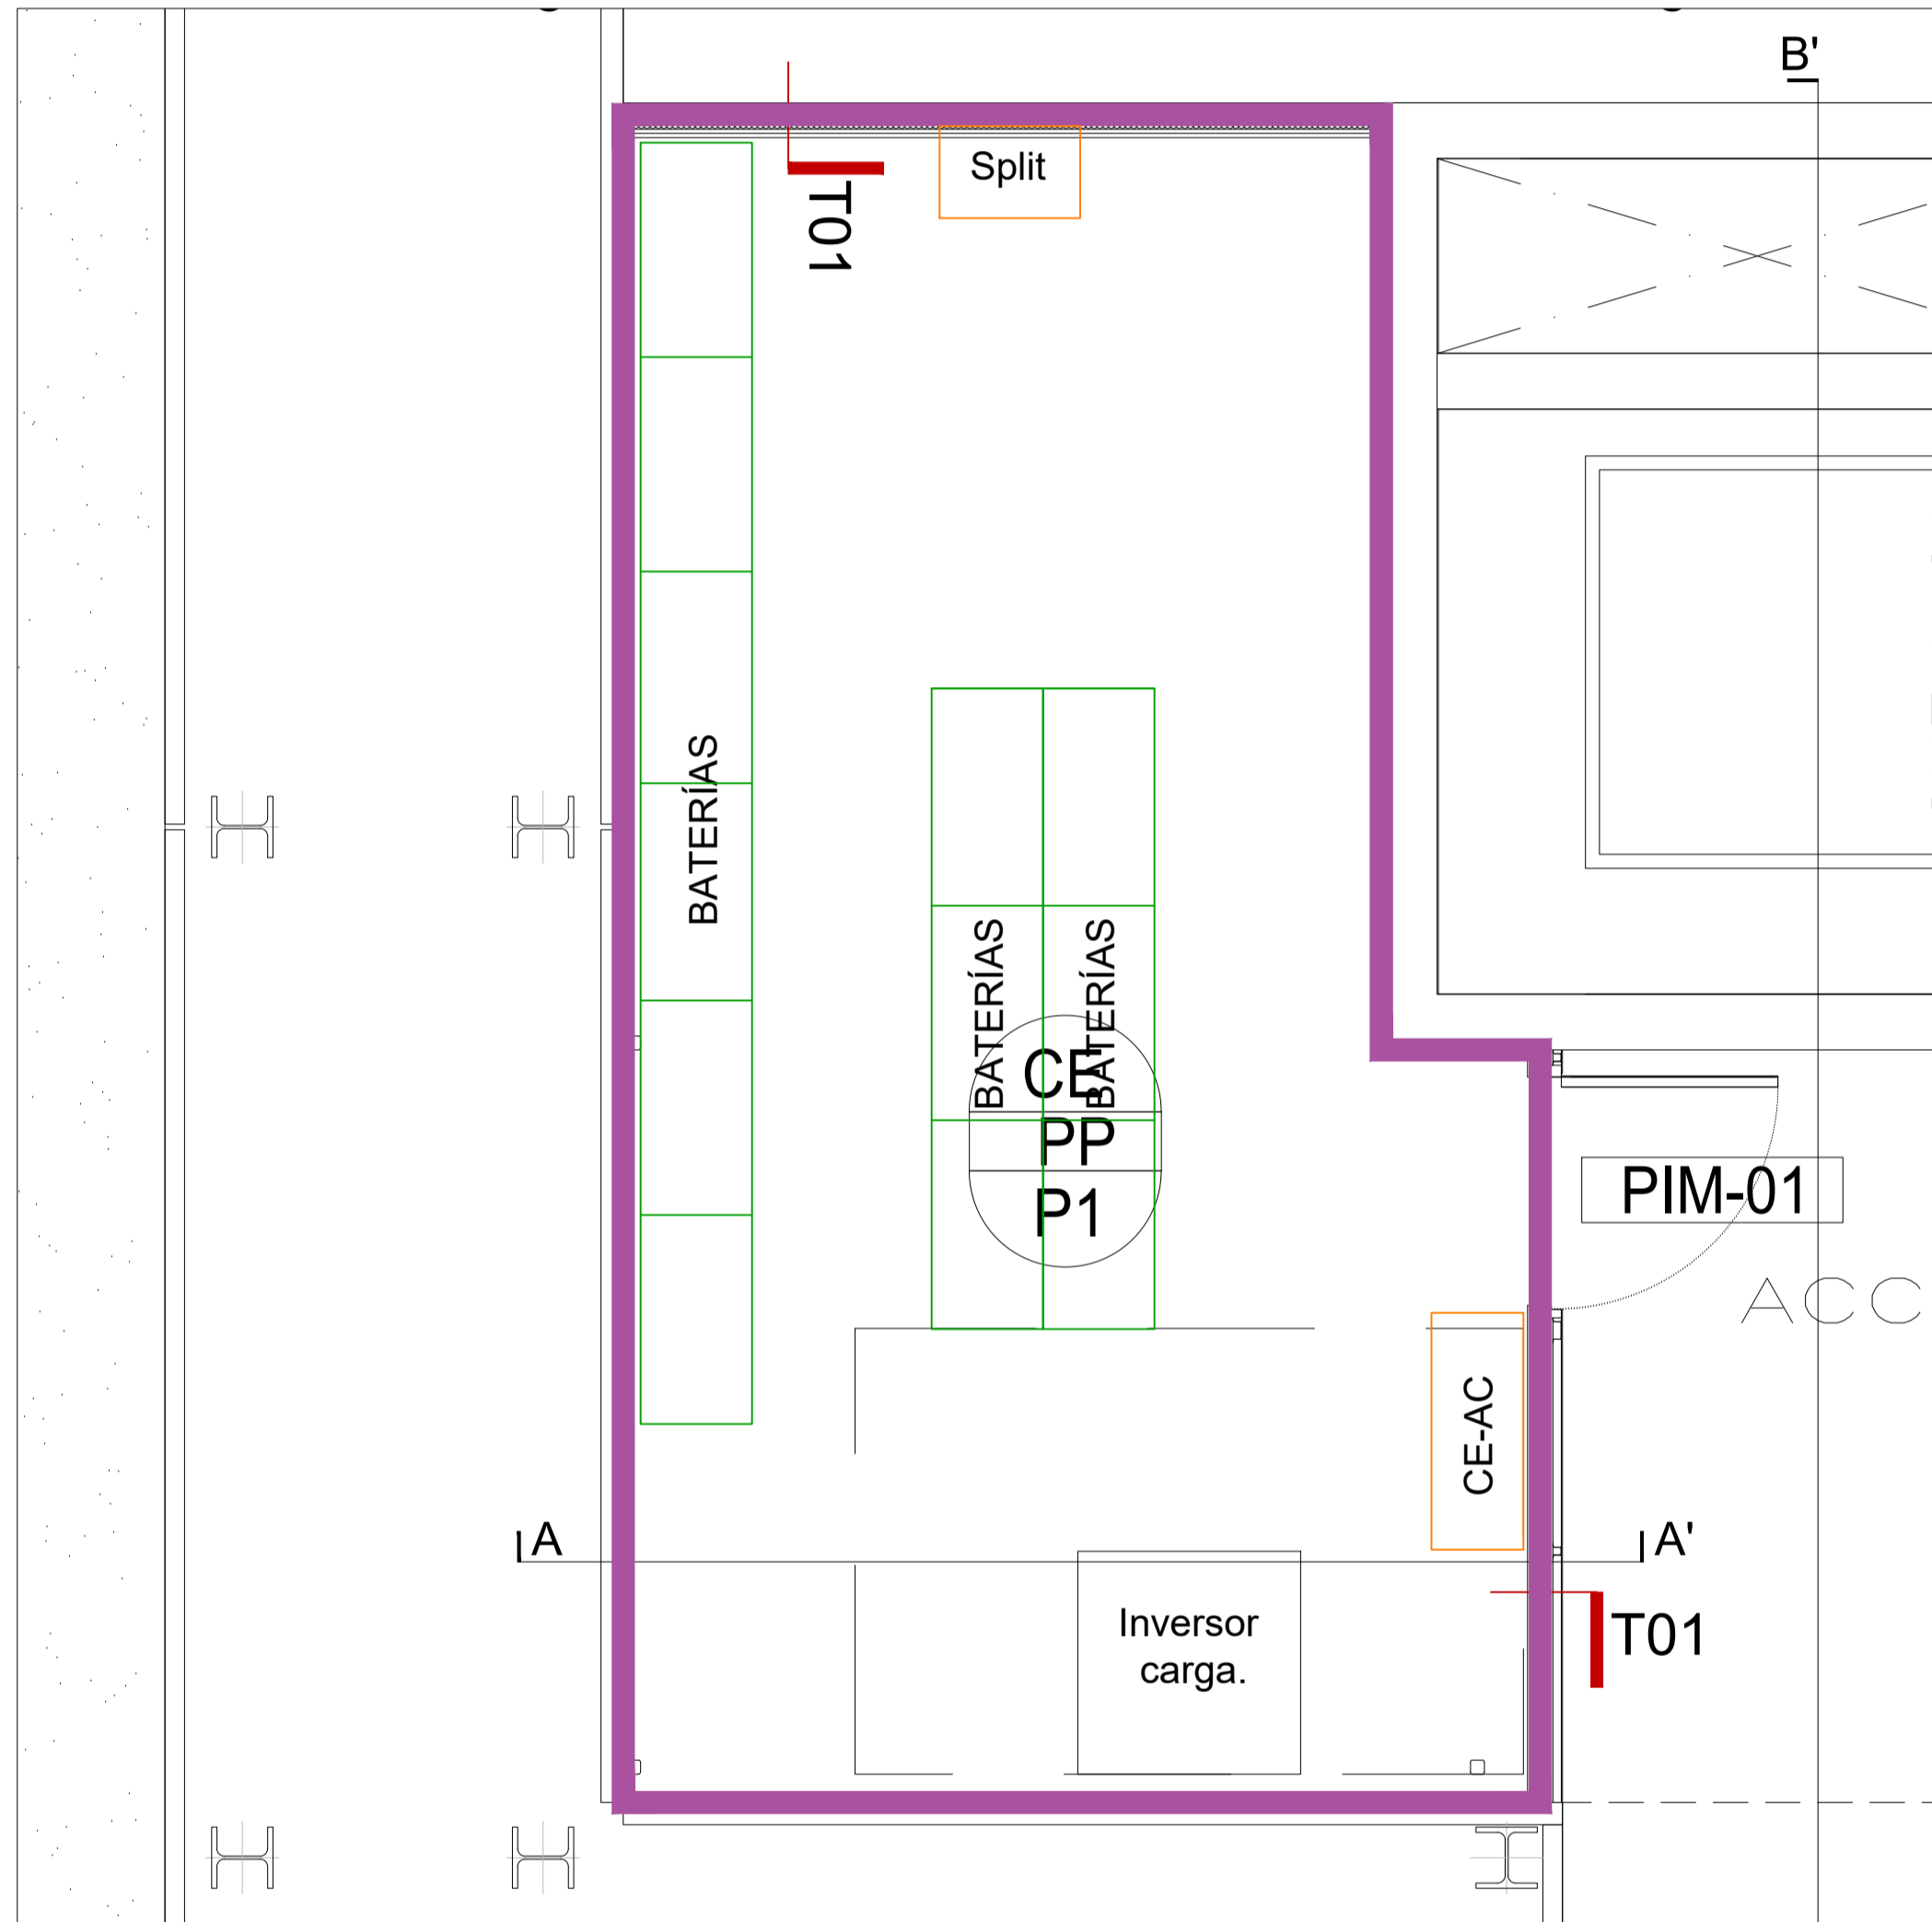 B'
Split
T01
BATERÍAS
BATERÍAS
BATERÍAS
CE
PP
P1
PIM-01
ACC
CE-AC
A
A'
Inversor
carga.
T01